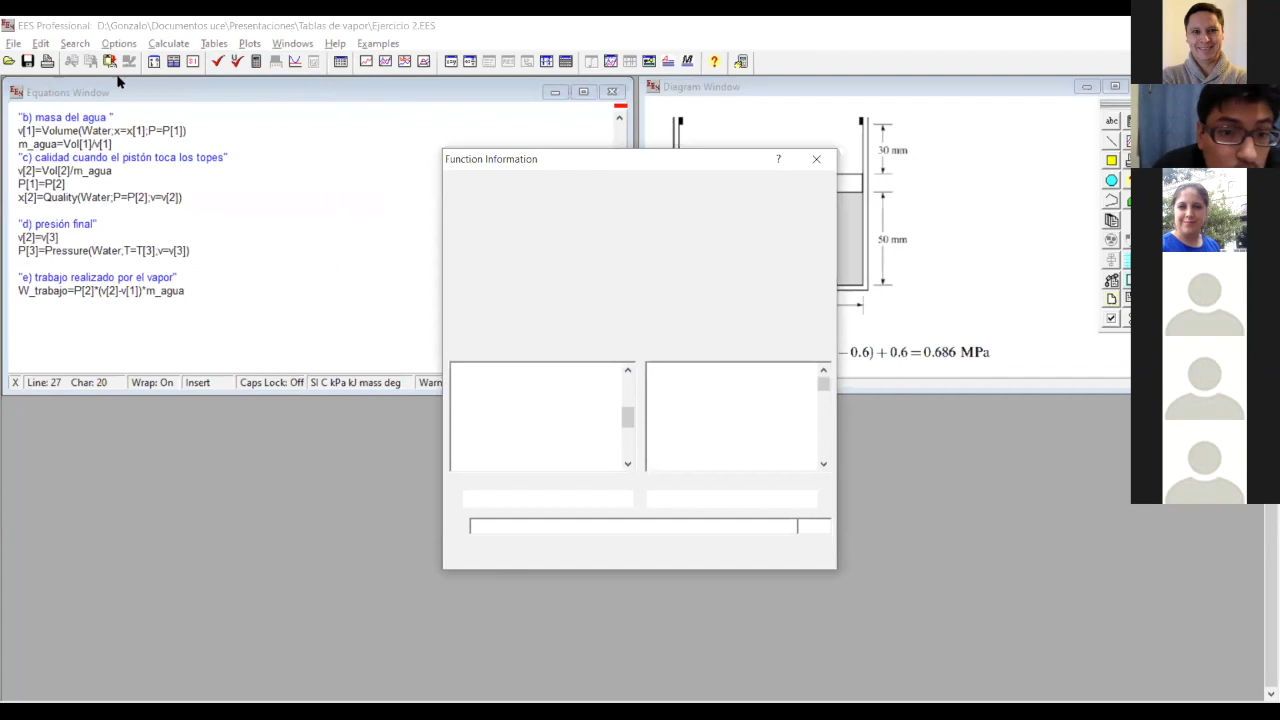 EES Professional: D:\Gonzalo\Documentos uce\Presentaciones\Tablas de vapor\Ejercicio 2.EES
File Edit Search Options Calculate Tables Plots Windows Help Examples
Equations Window
"b) masa del agua "
v[1]=Volume(Water;x=x[1];P=P[1])
m_agua=Vol[1]/v[1]
"c) calidad cuando el pistón toca los topes"
v[2]=Vol[2]/m_agua
P[1]=P[2]
x[2]=Quality(Water;P=P[2];v=v[2])
"d) presión final"
v[2]=v[3]
P[3]=Pressure(Water;T=T[3];v=v[3])
"e) trabajo realizado por el vapor"
W_trabajo=P[2]*(v[2]-v[1])*m_agua
X Line: 27 Char: 20 Wrap: On Insert Caps Lock: Off SI C kPa kJ mass deg Warn
Function Information
?
Diagram Window
30 mm
50 mm
− 0.6) + 0.6 = 0.686 MPa
abc